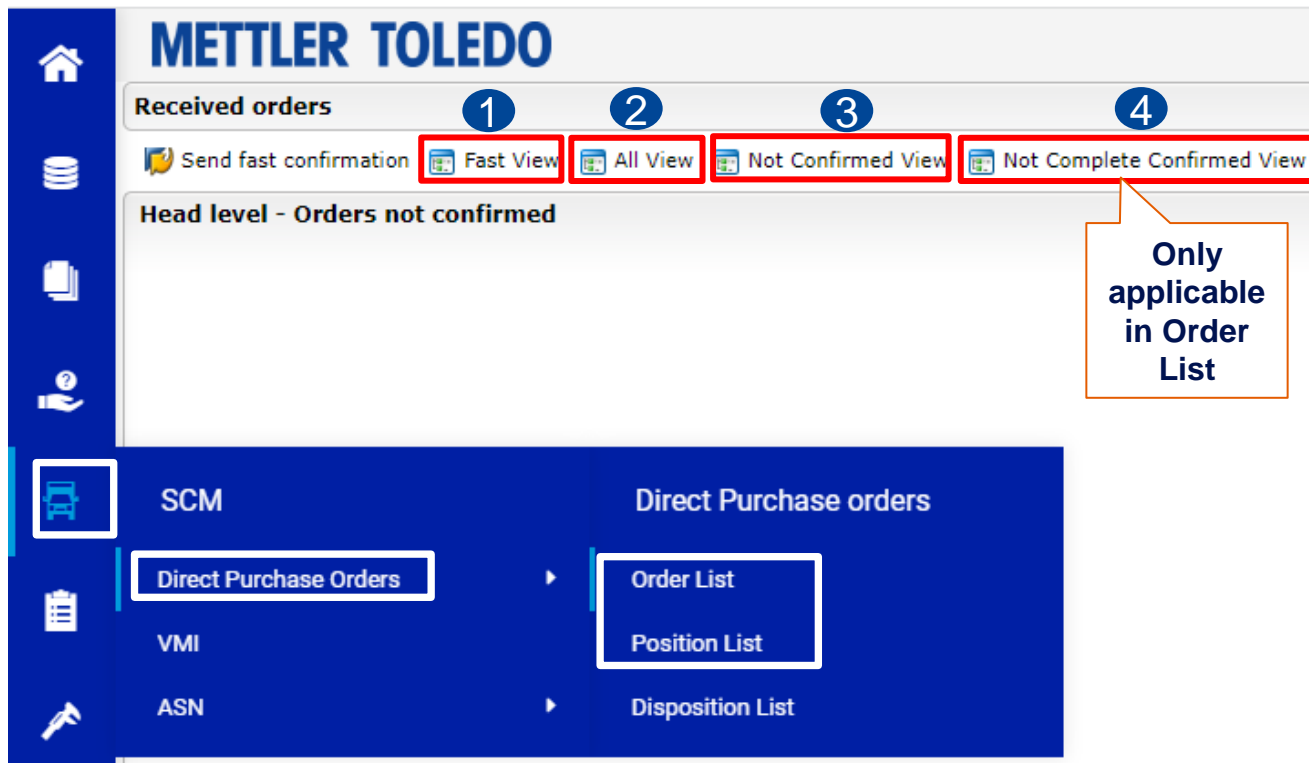 METTLER TOLEDO
Received orders
1 2 3 4
Send fast confirmation Fast View All View Not Confirmed View Not Complete Confirmed View
Head level - Orders not confirmed
Only
applicable
in Order
List
?
SCM Direct Purchase orders
Direct Purchase Orders Order List
VMI Position List
ASN Disposition List